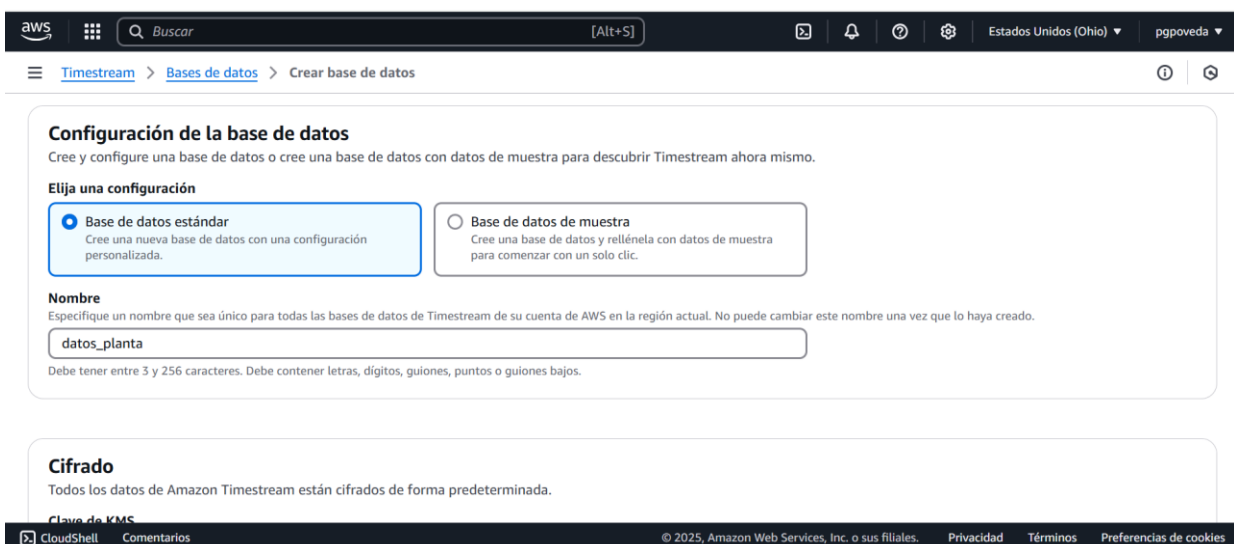 aws Buscar [Alt+S] Estados Unidos (Ohio) pgpoveda
Timestream > Bases de datos > Crear base de datos
Configuración de la base de datos
Cree y configure una base de datos o cree una base de datos con datos de muestra para descubrir Timestream ahora mismo.
Elija una configuración
Base de datos estándar
Cree una nueva base de datos con una configuración
personalizada.
Base de datos de muestra
Cree una base de datos y rellénela con datos de muestra
para comenzar con un solo clic.
Nombre
Especifique un nombre que sea único para todas las bases de datos de Timestream de su cuenta de AWS en la región actual. No puede cambiar este nombre una vez que lo haya creado.
datos_planta
Debe tener entre 3 y 256 caracteres. Debe contener letras, dígitos, guiones, puntos o guiones bajos.
Cifrado
Todos los datos de Amazon Timestream están cifrados de forma predeterminada.
Clave de KMS
CloudShell Comentarios © 2025, Amazon Web Services, Inc. o sus filiales. Privacidad Términos Preferencias de cookies